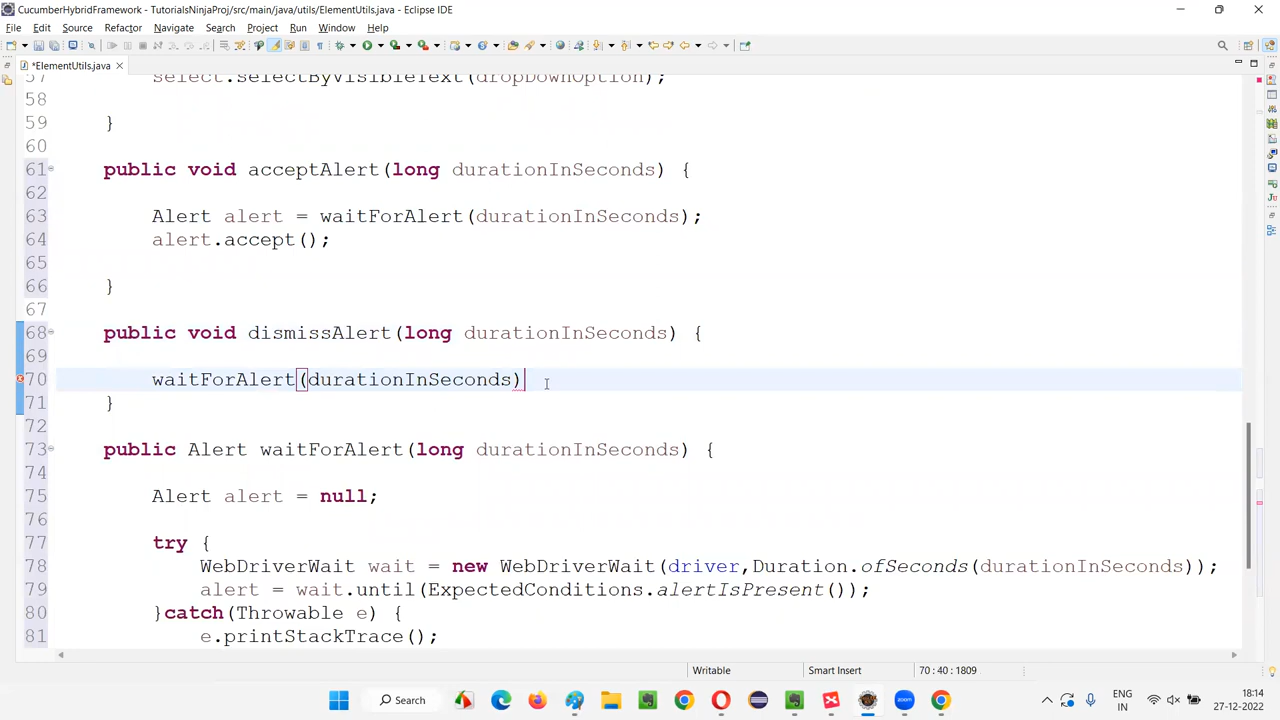 CucumberHybridFramework - TutorialsNinjaProj/src/main/java/utils/ElementUtils.java - Eclipse IDE
File Edit Source Refactor Navigate Search Project Run Window Help
*ElementUtils.java
57 select.selectByVisibleText(dropDownOption);
58
59 }
60
61 public void acceptAlert(long durationInSeconds) {
62
63 Alert alert = waitForAlert(durationInSeconds);
64 alert.accept();
65
66 }
67
68 public void dismissAlert(long durationInSeconds) {
69
70 waitForAlert(durationInSeconds)
71 }
72
73 public Alert waitForAlert(long durationInSeconds) {
74
75 Alert alert = null;
76
77 try {
78 WebDriverWait wait = new WebDriverWait(driver,Duration.ofSeconds(durationInSeconds));
79 alert = wait.until(ExpectedConditions.alertIsPresent());
80 }catch(Throwable e) {
81 e.printStackTrace();
Writable Smart Insert 70 : 40 : 1809
Search
zoom
ENG
IN
18:14
27-12-2022